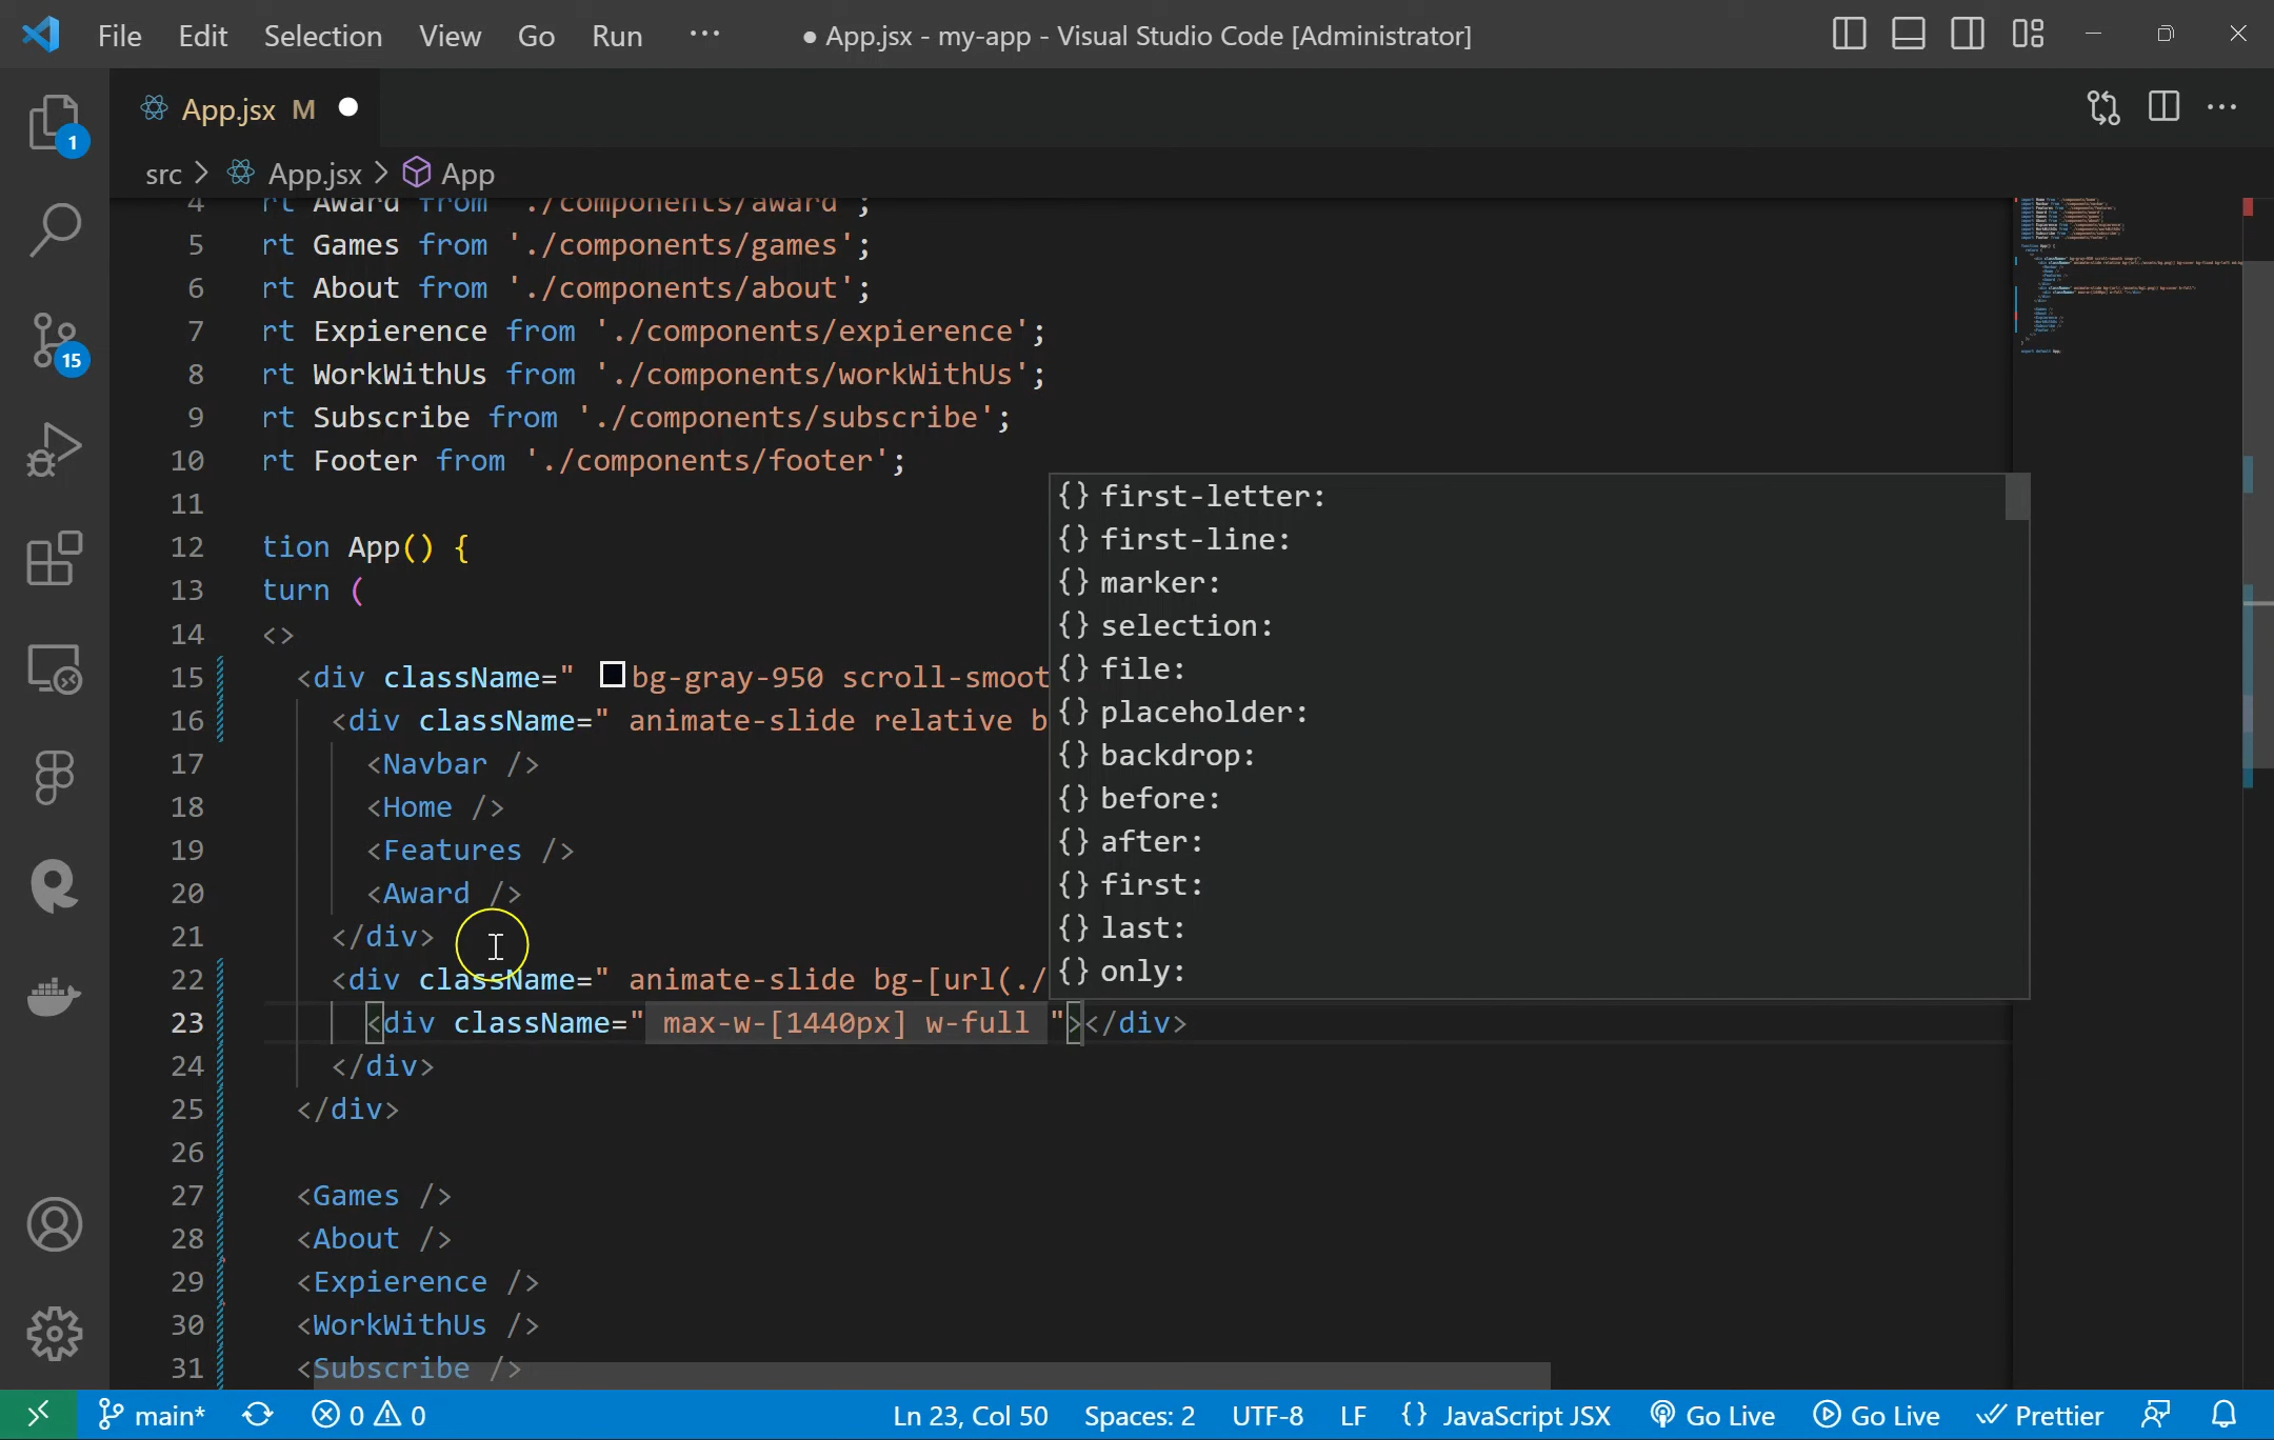 File Edit Selection View Go Run ··· ● App.jsx - my-app - Visual Studio Code [Administrator]
App.jsx M
1
src > App.jsx > App
4 rt Award from './components/award';
5 rt Games from './components/games';
6 rt About from './components/about';
7 rt Expierence from './components/expierence';
8 rt WorkWithUs from './components/workWithUs';
9 rt Subscribe from './components/subscribe';
10 rt Footer from './components/footer';
11
12 tion App() {
13 turn (
14 <>
15 <div className=" bg-gray-950 scroll-smoot
16 <div className=" animate-slide relative b
17 <Navbar />
18 <Home />
19 <Features />
20 <Award />
21 </div>
22 <div className=" animate-slide bg-[url(./
23 <div className=" max-w-[1440px] w-full "></div>
24 </div>
25 </div>
26
27 <Games />
28 <About />
29 <Expierence />
30 <WorkWithUs />
31 <Subscribe />
{} first-letter:
{} first-line:
{} marker:
{} selection:
{} file:
{} placeholder:
{} backdrop:
{} before:
{} after:
{} first:
{} last:
{} only:
15
main* 0 0 Ln 23, Col 50 Spaces: 2 UTF-8 LF {} JavaScript JSX Go Live Go Live Prettier